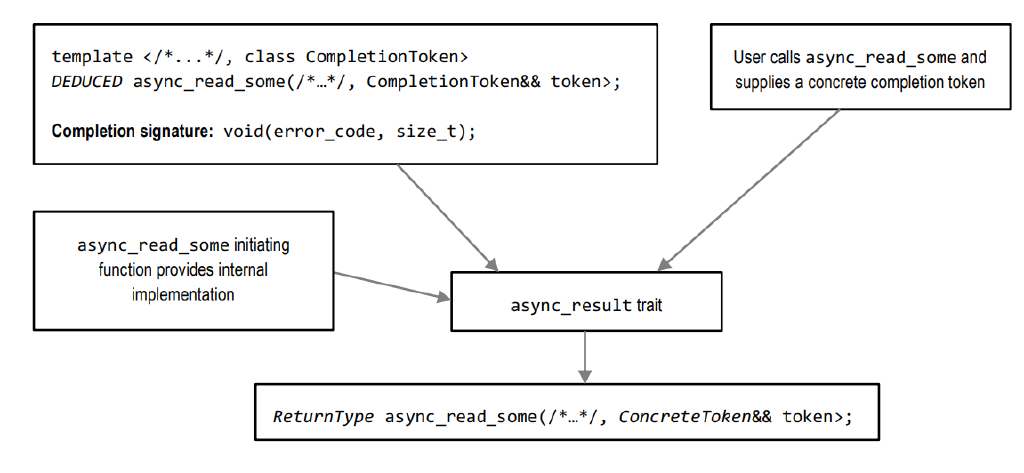 template </*...*/, class CompletionToken>
DEDUCED async_read_some(/*…*/, CompletionToken&& token>;
Completion signature: void(error_code, size_t);
User calls async_read_some and
supplies a concrete completion token
async_read_some initiating
function provides internal
implementation
async_result trait
ReturnType async_read_some(/*…*/, ConcreteToken&& token>;